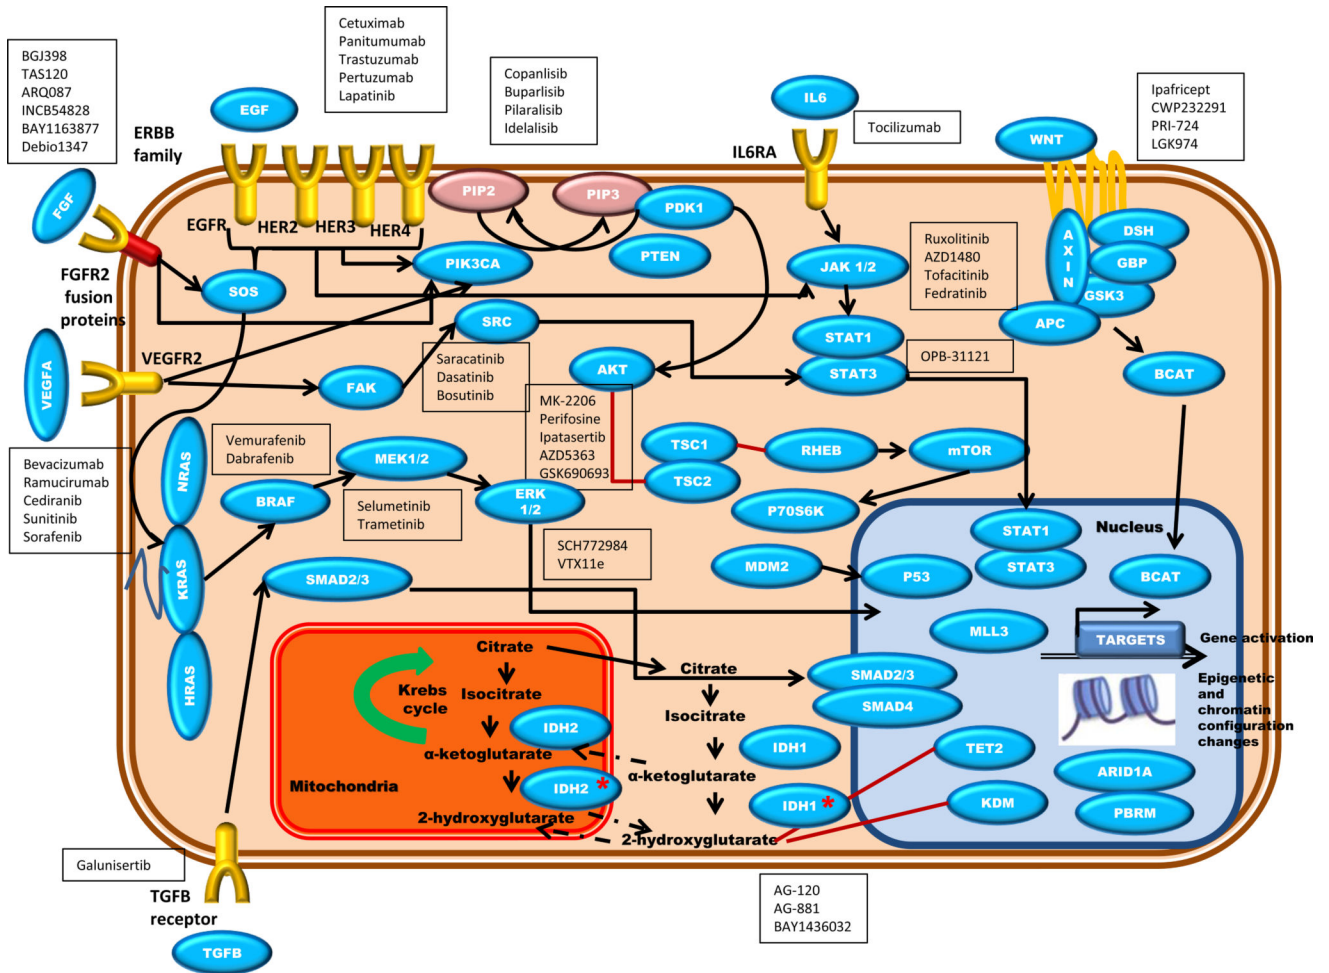 BGJ398
TAS120
ARQ087
INCB54828
BAY1163877
Debio1347
Cetuximab
Panitumumab
Trastuzumab
Pertuzumab
Lapatinib
Copanlisib
Buparlisib
Pilaralisib
Idelalisib
Tocilizumab
Ipafricept
CWP232291
PRI-724
LGK974
EGF
ERBB
family
IL6
IL6RA
WNT
FGF
FGFR2
fusion
proteins
EGFR
HER2
HER3
HER4
PIP2
PIP3
PDK1
PTEN
PIK3CA
SOS
SRC
JAK 1/2
Ruxolitinib
AZD1480
Tofacitinib
Fedratinib
AXIN
DSH
GBP
GSK3
APC
BCAT
VEGFA
VEGFR2
FAK
Saracatinib
Dasatinib
Bosutinib
AKT
STAT1
STAT3
OPB-31121
MK-2206
Perifosine
Ipatasertib
AZD5363
GSK690693
Bevacizumab
Ramucirumab
Cediranib
Sunitinib
Sorafenib
NRAS
KRAS
HRAS
Vemurafenib
Dabrafenib
BRAF
MEK1/2
Selumetinib
Trametinib
ERK
1/2
SCH772984
VTX11e
TSC1
TSC2
RHEB
mTOR
P70S6K
MDM2
P53
STAT1
STAT3
Nucleus
BCAT
MLL3
TARGETS
Gene activation
Epigenetic
and
chromatin
configuration
changes
SMAD2/3
SMAD2/3
SMAD4
Citrate
Isocitrate
Krebs
cycle
α-ketoglutarate
2-hydroxyglutarate
Mitochondria
IDH2
IDH2 *
Citrate
Isocitrate
α-ketoglutarate
2-hydroxyglutarate
IDH1
IDH1 *
TET2
KDM
ARID1A
PBRM
AG-120
AG-881
BAY1436032
Galunisertib
TGFB
receptor
TGFB